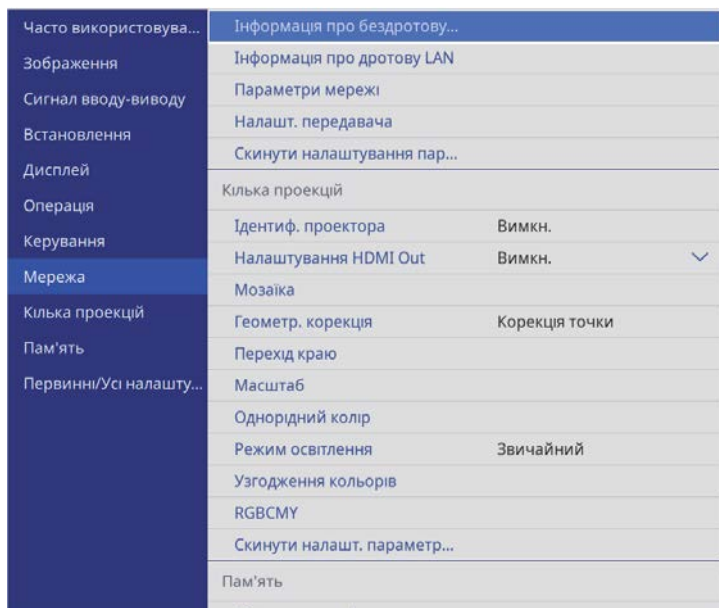 Часто використовува...
Зображення
Сигнал вводу-виводу
Встановлення
Дисплей
Операція
Керування
Мережа
Кілька проекцій
Пам'ять
Первинні/Усі налашту...
Інформація про бездротову...
Інформація про дротову LAN
Параметри мережі
Налашт. передавача
Скинути налаштування пар...
Кілька проекцій
Ідентиф. проектора Вимкн.
Налаштування HDMI Out Вимкн.
Мозаїка
Геометр. корекція Корекція точки
Перехід краю
Масштаб
Однорідний колір
Режим освітлення Звичайний
Узгодження кольорів
RGBCMY
Скинути налашт. параметр...
Пам'ять